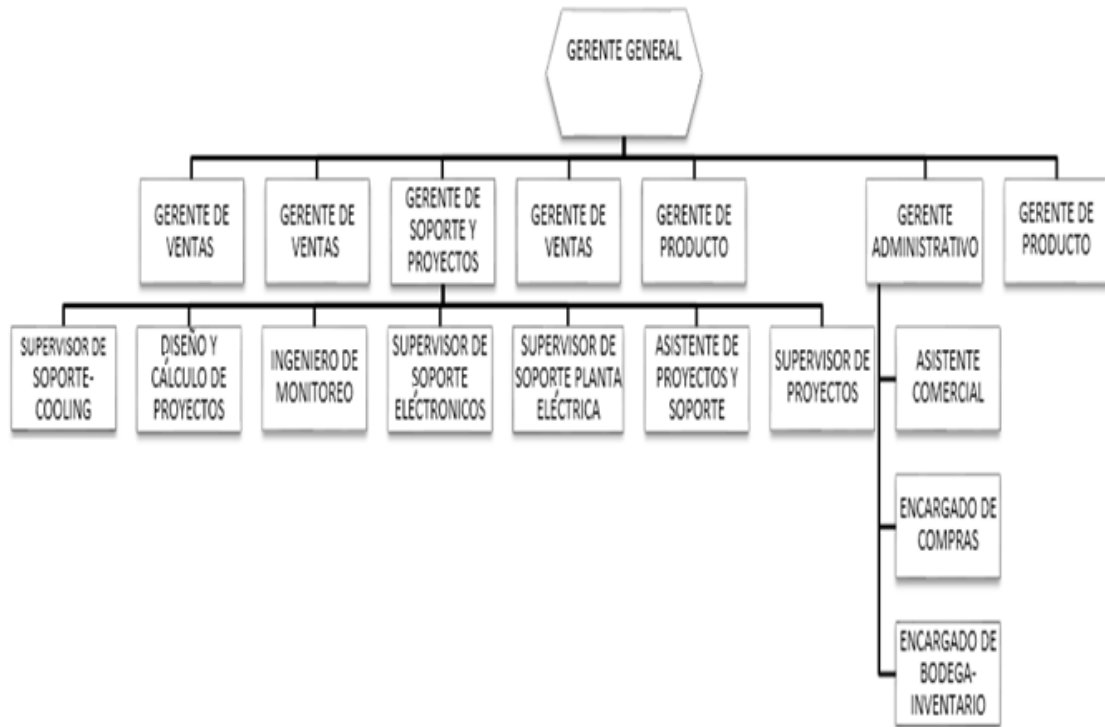 GERENTE GENERAL
GERENTE DE
VENTAS
GERENTE DE
VENTAS
GERENTE DE
SOPORTE Y
PROYECTOS
GERENTE DE
VENTAS
GERENTE DE
PRODUCTO
GERENTE
ADMINISTRATIVO
GERENTE DE
PRODUCTO
SUPERVISOR DE
SOPORTE-
COOLING
DISEÑO Y
CÁLCULO DE
PROYECTOS
INGENIERO DE
MONITOREO
SUPERVISOR DE
SOPORTE
ELÉCTRONICOS
SUPERVISOR DE
SOPORTE PLANTA
ELÉCTRICA
ASISTENTE DE
PROYECTOS Y
SOPORTE
SUPERVISOR DE
PROYECTOS
ASISTENTE
COMERCIAL
ENCARGADO DE
COMPRAS
ENCARGADO DE
BODEGA-
INVENTARIO